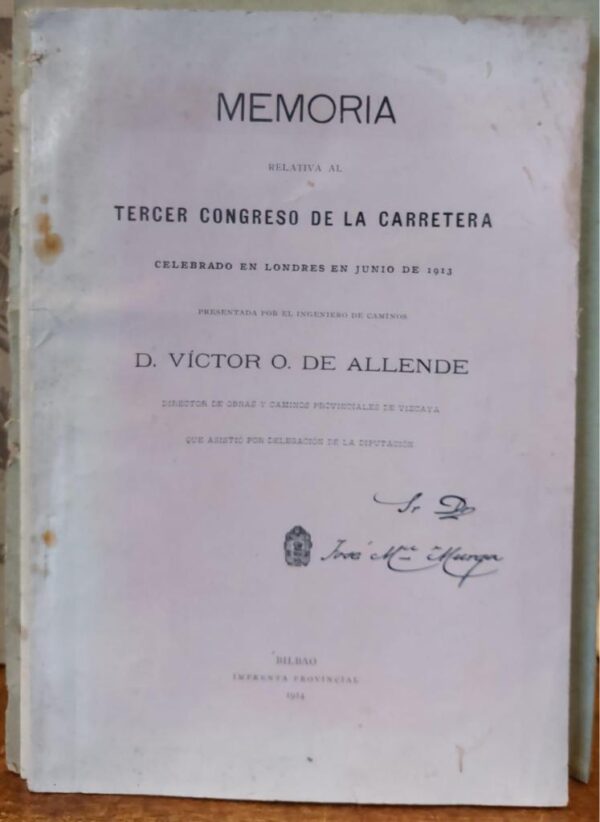 MEMORIA
RELATIVA AL
TERCER CONGRESO DE LA CARRETERA
CELEBRADO EN LONDRES EN JUNIO DE 1913
PRESENTADA POR EL INGENIERO DE CAMINOS
D. VÍCTOR O. DE ALLENDE
DIRECTOR DE OBRAS Y CAMINOS PROVINCIALES DE VIZCAYA
QUE ASISTIÓ POR DELEGACIÓN DE LA DIPUTACIÓN
Sr Dn
José Mª Murga
BILBAO
IMPRENTA PROVINCIAL
1914